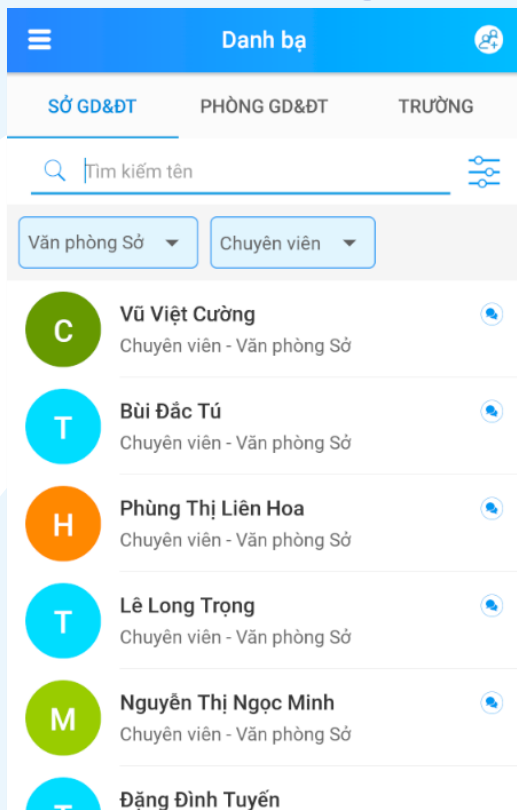 Danh bạ
SỞ GD&ĐT PHÒNG GD&ĐT TRƯỜNG
Tìm kiếm tên
Văn phòng Sở Chuyên viên
C
Vũ Việt Cường
Chuyên viên - Văn phòng Sở
T
Bùi Đắc Tú
Chuyên viên - Văn phòng Sở
H
Phùng Thị Liên Hoa
Chuyên viên - Văn phòng Sở
T
Lê Long Trọng
Chuyên viên - Văn phòng Sở
M
Nguyễn Thị Ngọc Minh
Chuyên viên - Văn phòng Sở
T
Đặng Đình Tuyến